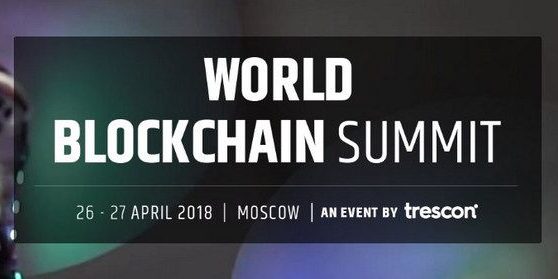 WORLD
BLOCKCHAIN SUMMIT
26 - 27 APRIL 2018 | MOSCOW | AN EVENT BY trescon